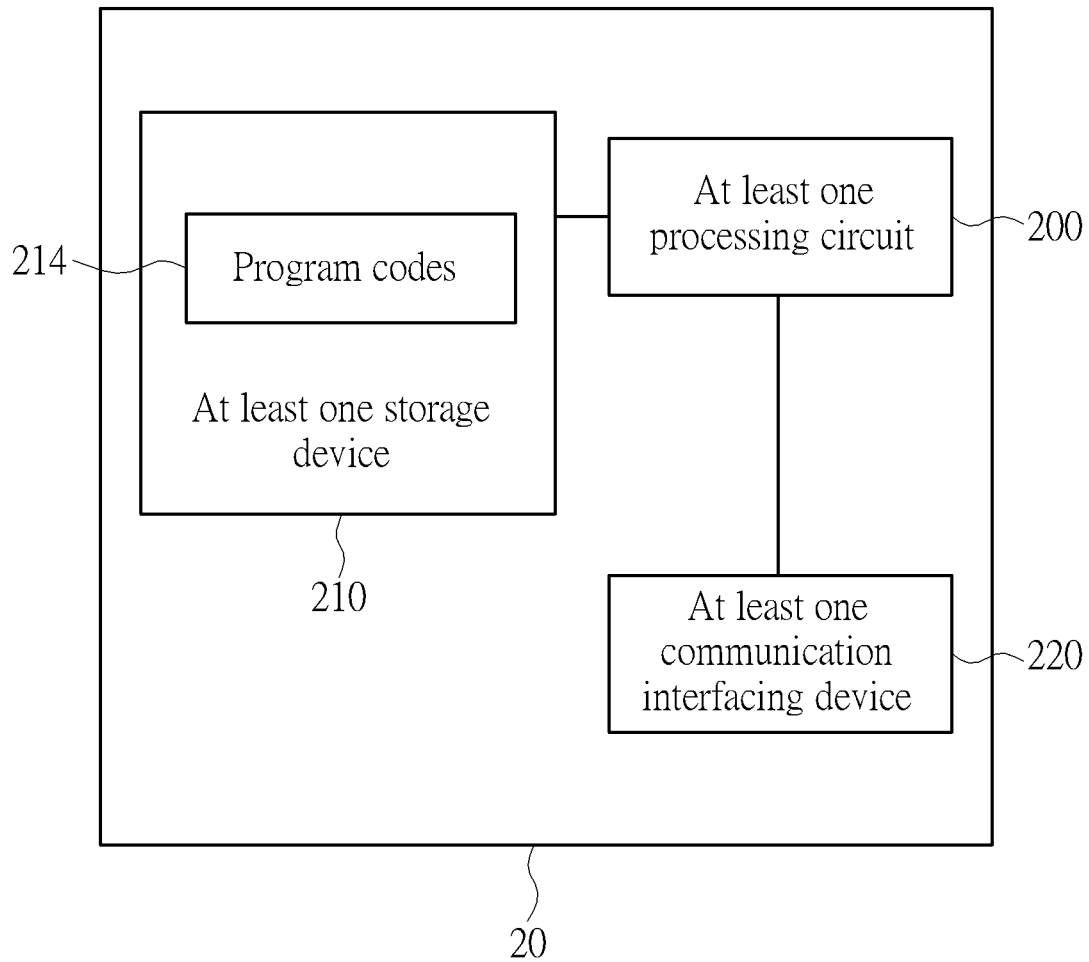 At least one
processing circuit
200
214
Program codes
At least one storage
device
210
At least one
communication
interfacing device
220
20